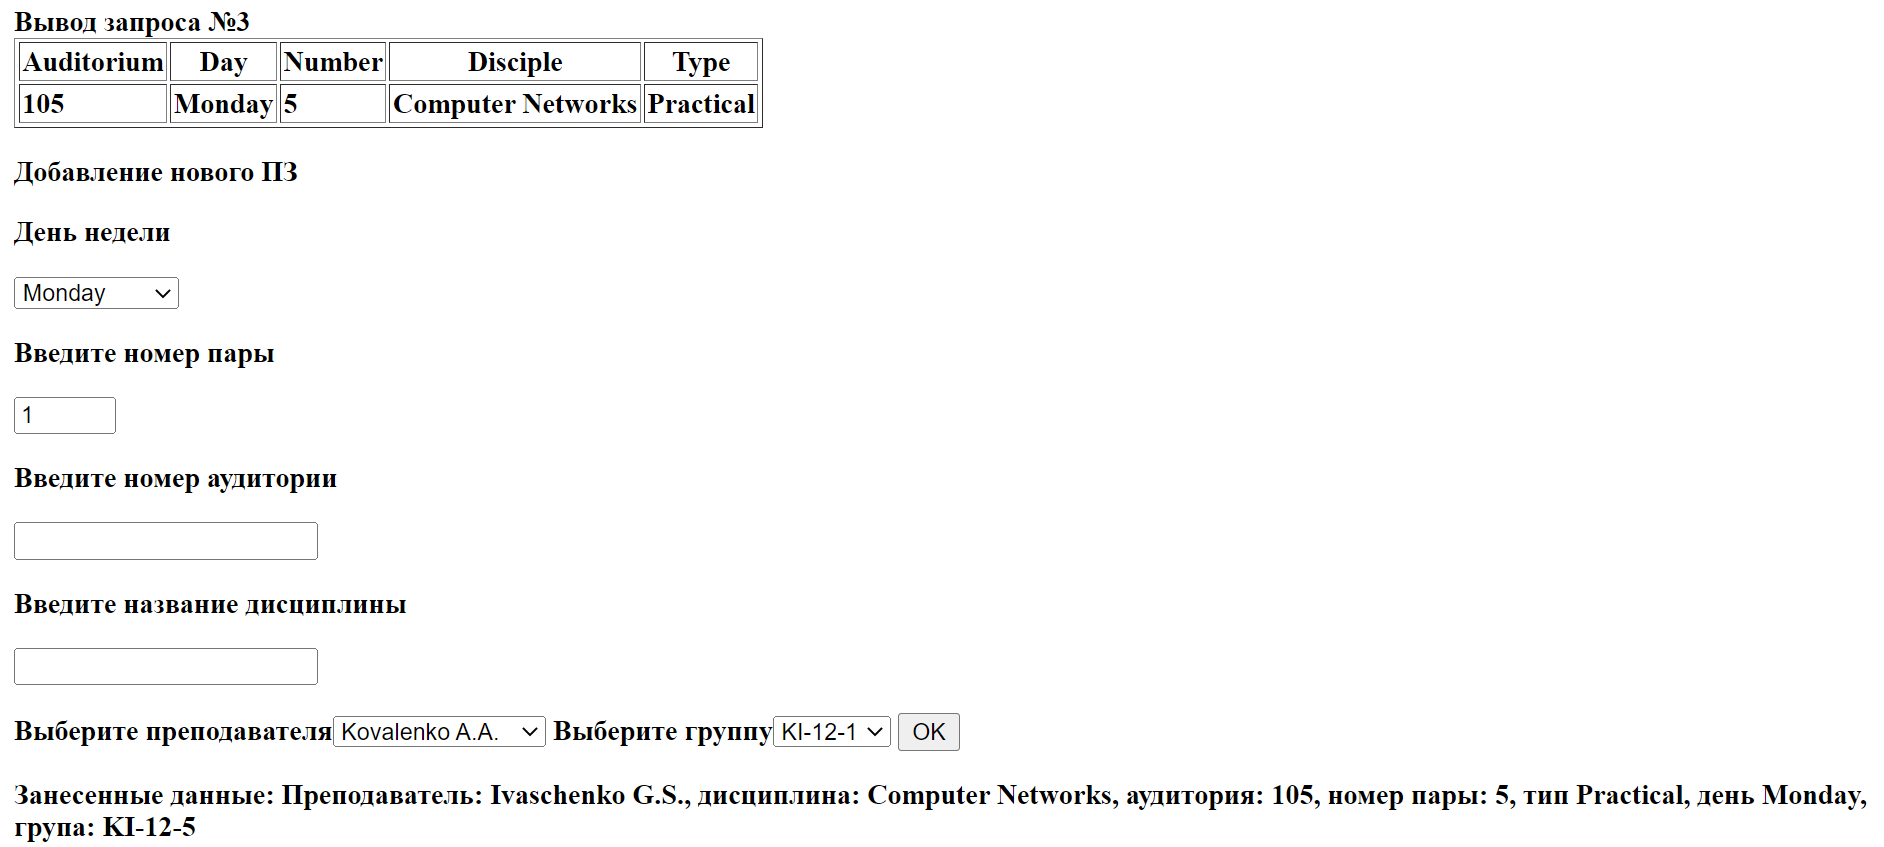 Вывод запроса №3
Auditorium Day Number Disciple Type
105 Monday 5 Computer Networks Practical
Добавление нового ПЗ
День недели
Monday
Введите номер пары
1
Введите номер аудитории
Введите название дисциплины
Выберите преподавателя Kovalenko A.A. Выберите группу KI-12-1 OK
Занесенные данные: Преподаватель: Ivaschenko G.S., дисциплина: Computer Networks, аудитория: 105, номер пары: 5, тип Practical, день Monday,
група: KI-12-5